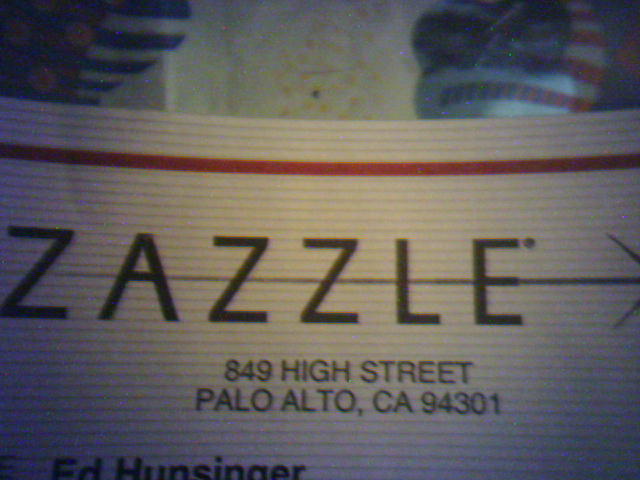 ZAZZLE®
849 HIGH STREET
PALO ALTO, CA 94301
Ed Hunsinger